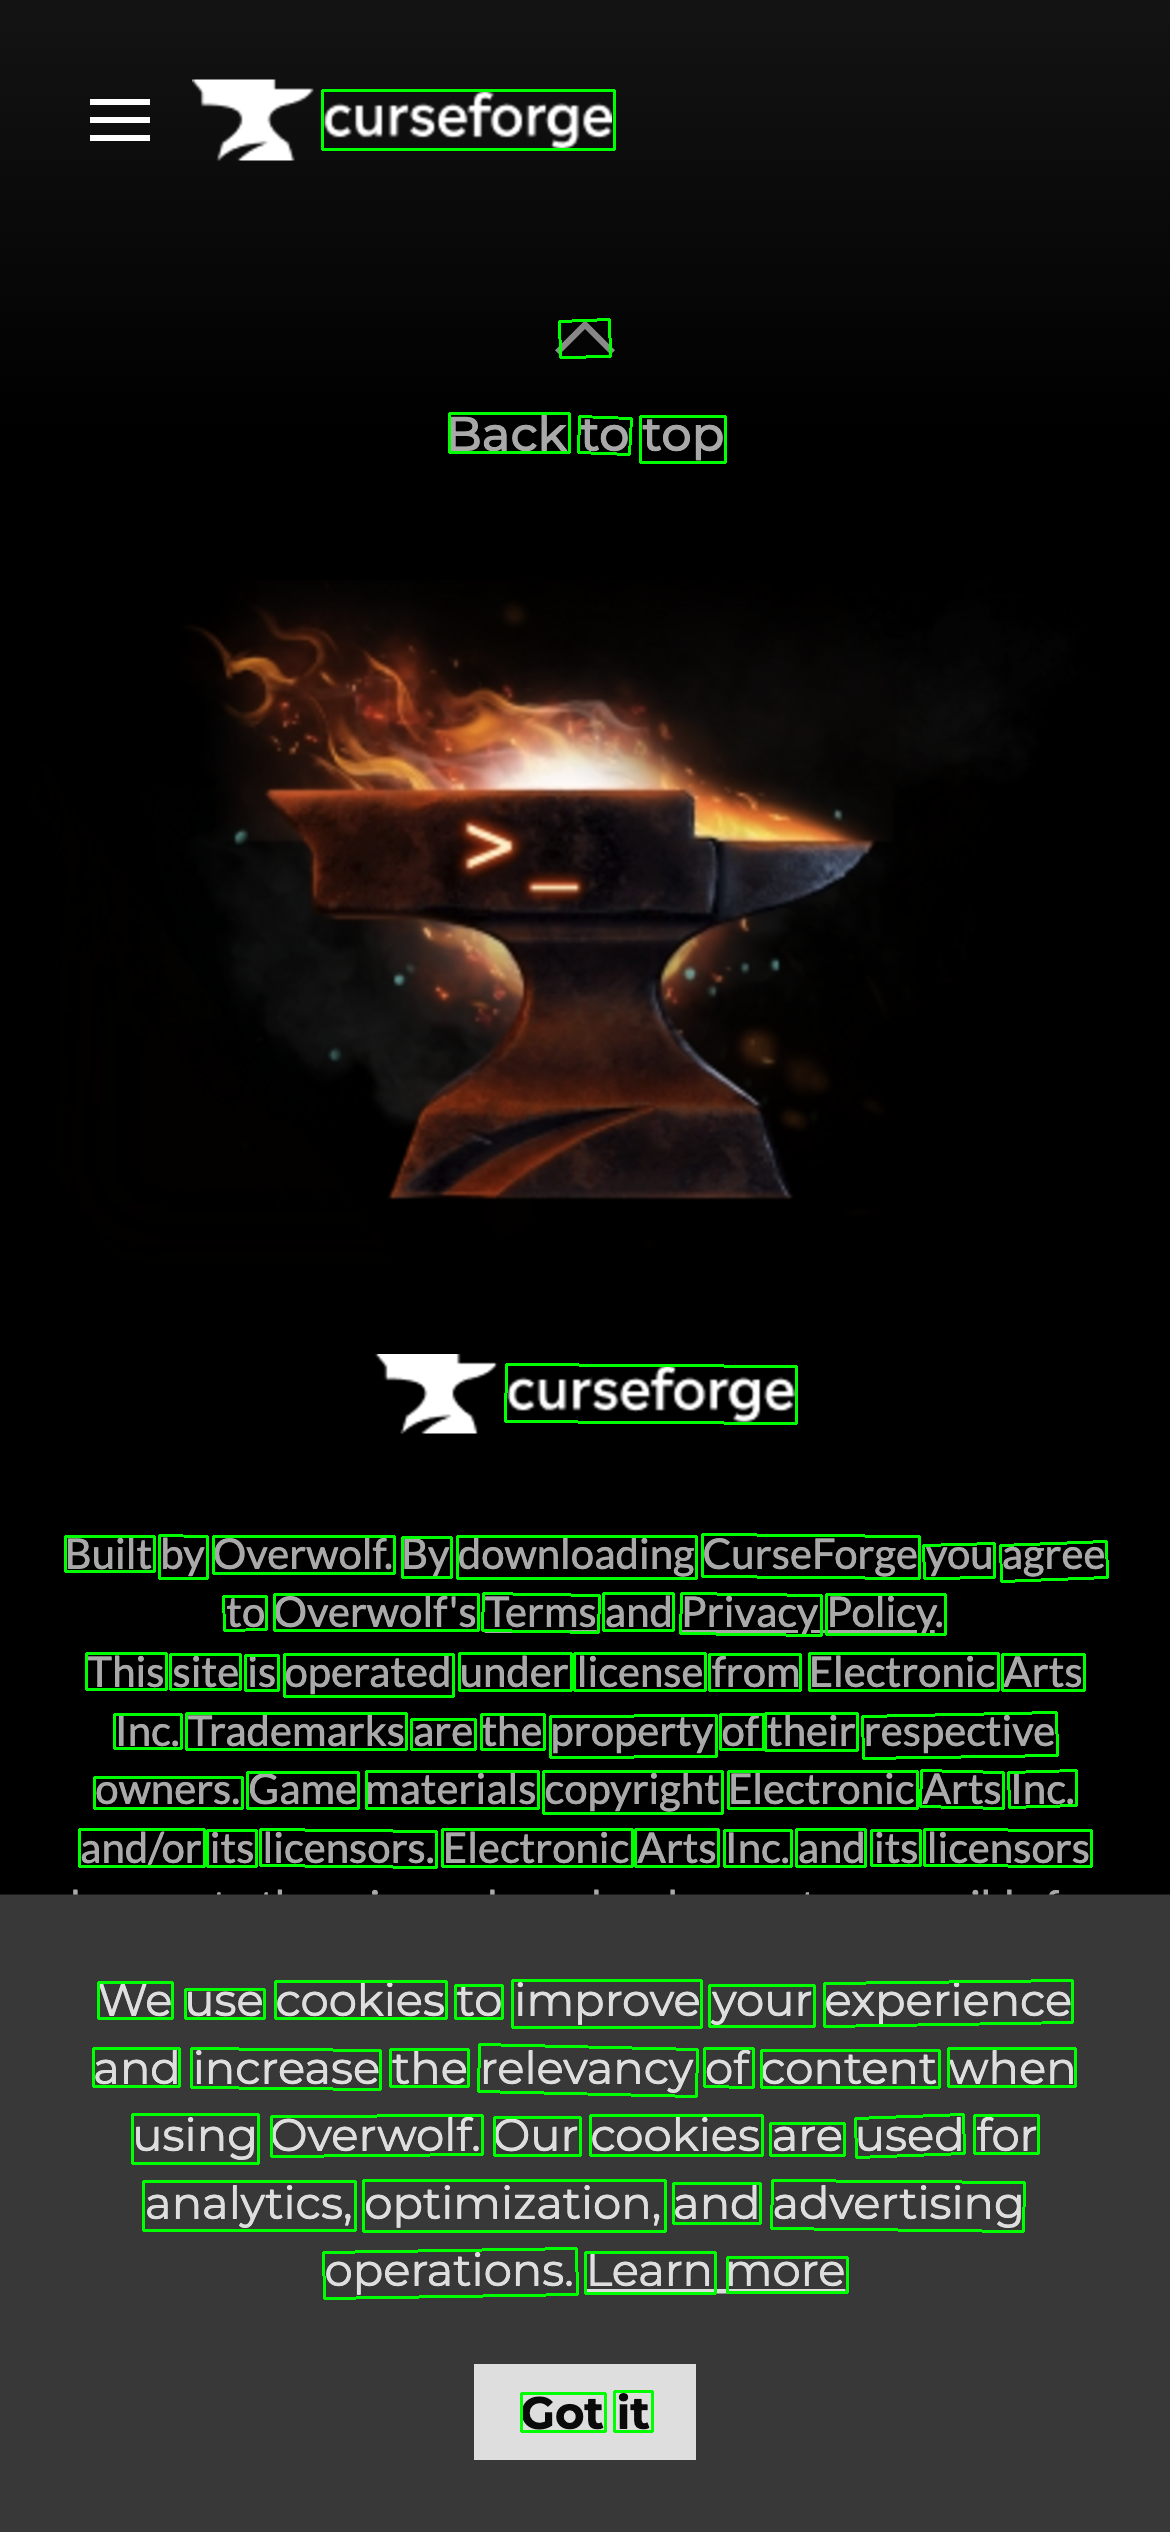 curseforge
Back to top
>_
curseforge
Built by Overwolf. By downloading CurseForge you agree
to Overwolf's Terms and Privacy Policy.
This site is operated under license from Electronic Arts
Inc. Trademarks are the property of their respective
owners. Game materials copyright Electronic Arts Inc.
and/or its licensors. Electronic Arts Inc. and its licensors
We use cookies to improve your experience
and increase the relevancy of content when
using Overwolf. Our cookies are used for
analytics, optimization, and advertising
operations. Learn more
Got it